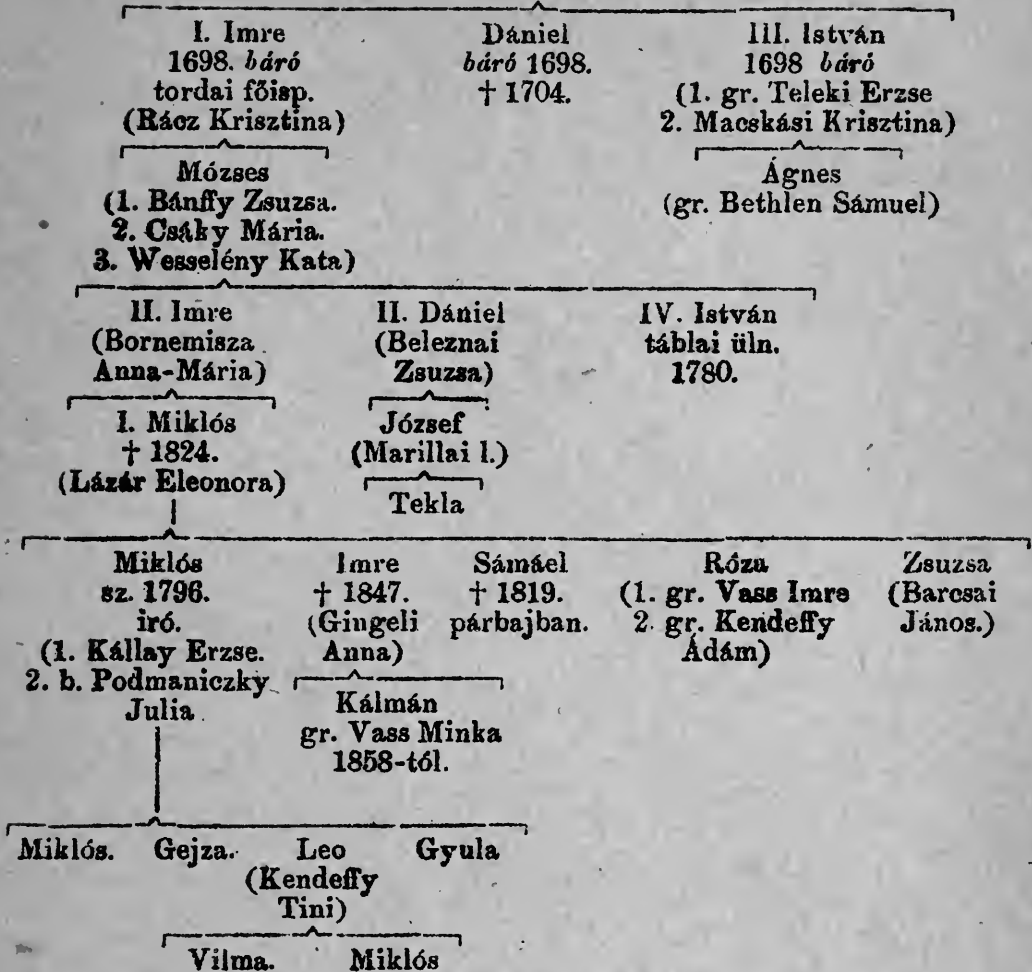 I. Imre
1698. báró
tordai főisp.
(Rácz Krisztina)
Dániel
báró 1698.
† 1704.
III. István
1698 báró
(1. gr. Teleki Erzse
2. Macskási Krisztina)
Mózses
(1. Bánffy Zsuzsa.
2. Csáky Mária.
3. Wesselény Kata)
Ágnes
(gr. Bethlen Sámuel)
II. Imre
(Bornemisza
Anna-Mária)
II. Dániel
(Beleznai
Zsuzsa)
IV. István
táblai üln.
1780.
I. Miklós
† 1824.
(Lázár Eleonora)
József
(Marillai l.)
Tekla
Miklós
sz. 1796.
iró.
(1. Kállay Erzse.
2. b. Podmaniczky
Julia
Imre
† 1847.
(Gingeli
Anna)
Sámáel
† 1819.
párbajban.
Róza
(1. gr. Vass Imre
2. gr. Kendeffy
Ádám)
Zsuzsa
(Barcsai
János.)
Kálmán
gr. Vass Minka
1858-tól.
Miklós.
Gejza.
Leo
(Kendeffy
Tini)
Gyula
Vilma.
Miklós